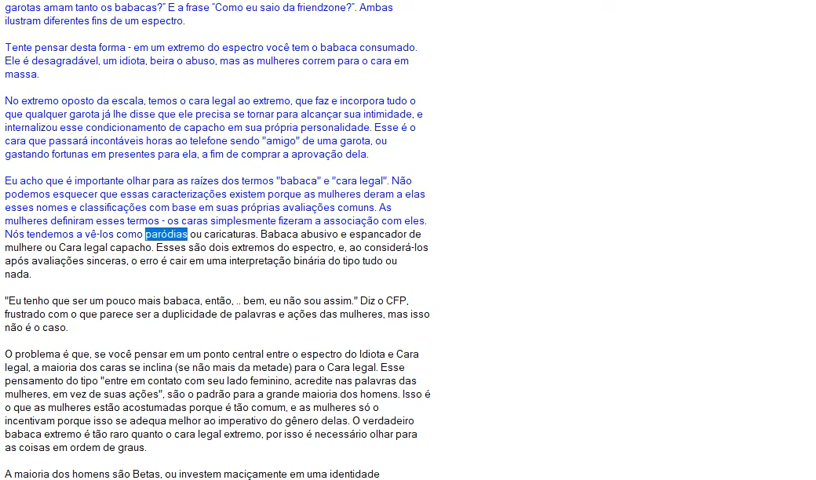 garotas amam tanto os babacas?" E a frase "Como eu saio da friendzone?". Ambas
ilustram diferentes fins de um espectro.
Tente pensar desta forma - em um extremo do espectro você tem o babaca consumado.
Ele é desagradável, um idiota, beira o abuso, mas as mulheres correm para o cara em
massa.
No extremo oposto da escala, temos o cara legal ao extremo, que faz e incorpora tudo o
que qualquer garota já lhe disse que ele precisa se tornar para alcançar sua intimidade, e
internalizou esse condicionamento de capacho em sua própria personalidade. Esse é o
cara que passará incontáveis horas ao telefone sendo "amigo" de uma garota, ou
gastando fortunas em presentes para ela, a fim de comprar a aprovação dela.
Eu acho que é importante olhar para as raízes dos termos "babaca" e "cara legal". Não
podemos esquecer que essas caracterizações existem porque as mulheres deram a elas
esses nomes e classificações com base em suas próprias avaliações comuns. As
mulheres definiram esses termos - os caras simplesmente fizeram a associação com eles.
Nós tendemos a vê-los como paródias ou caricaturas. Babaca abusivo e espancador de
mulhere ou Cara legal capacho. Esses são dois extremos do espectro, e, ao considerá-los
após avaliações sinceras, o erro é cair em uma interpretação binária do tipo tudo ou
nada.
"Eu tenho que ser um pouco mais babaca, então, .. bem, eu não sou assim." Diz o CFP,
frustrado com o que parece ser a duplicidade de palavras e ações das mulheres, mas isso
não é o caso.
O problema é que, se você pensar em um ponto central entre o espectro do Idiota e Cara
legal, a maioria dos caras se inclina (se não mais da metade) para o Cara legal. Esse
pensamento do tipo "entre em contato com seu lado feminino, acredite nas palavras das
mulheres, em vez de suas ações", são o padrão para a grande maioria dos homens. Isso é
o que as mulheres estão acostumadas porque é tão comum, e as mulheres só o
incentivam porque isso se adequa melhor ao imperativo do gênero delas. O verdadeiro
babaca extremo é tão raro quanto o cara legal extremo, por isso é necessário olhar para
as coisas em ordem de graus.
A maioria dos homens são Betas, ou investem maciçamente em uma identidade